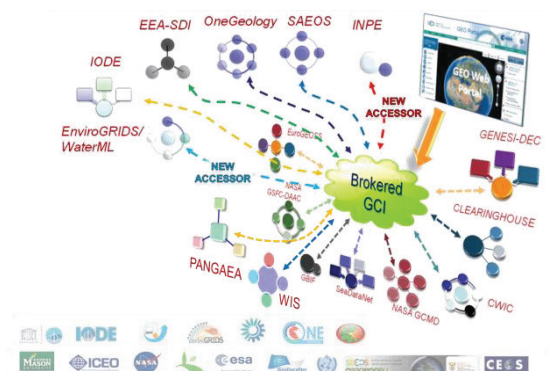 EEA-SDI
OneGeology
SAEOS
INPE
IODE
GEO Web
Portal
NEW
ACCESSOR
EnviroGRIDS/
WaterML
EuroGEOSS
GENESI-DEC
NEW
ACCESSOR
NASA
GSFC-DAAC
Brokered
GCI
CLEARINGHOUSE
PANGAEA
WIS
GBIF
SeaDataNet
NASA GCMD
CWIC
IODE
GRIDS
ONE
MASON
ICEO
NASA
esa
CEOS